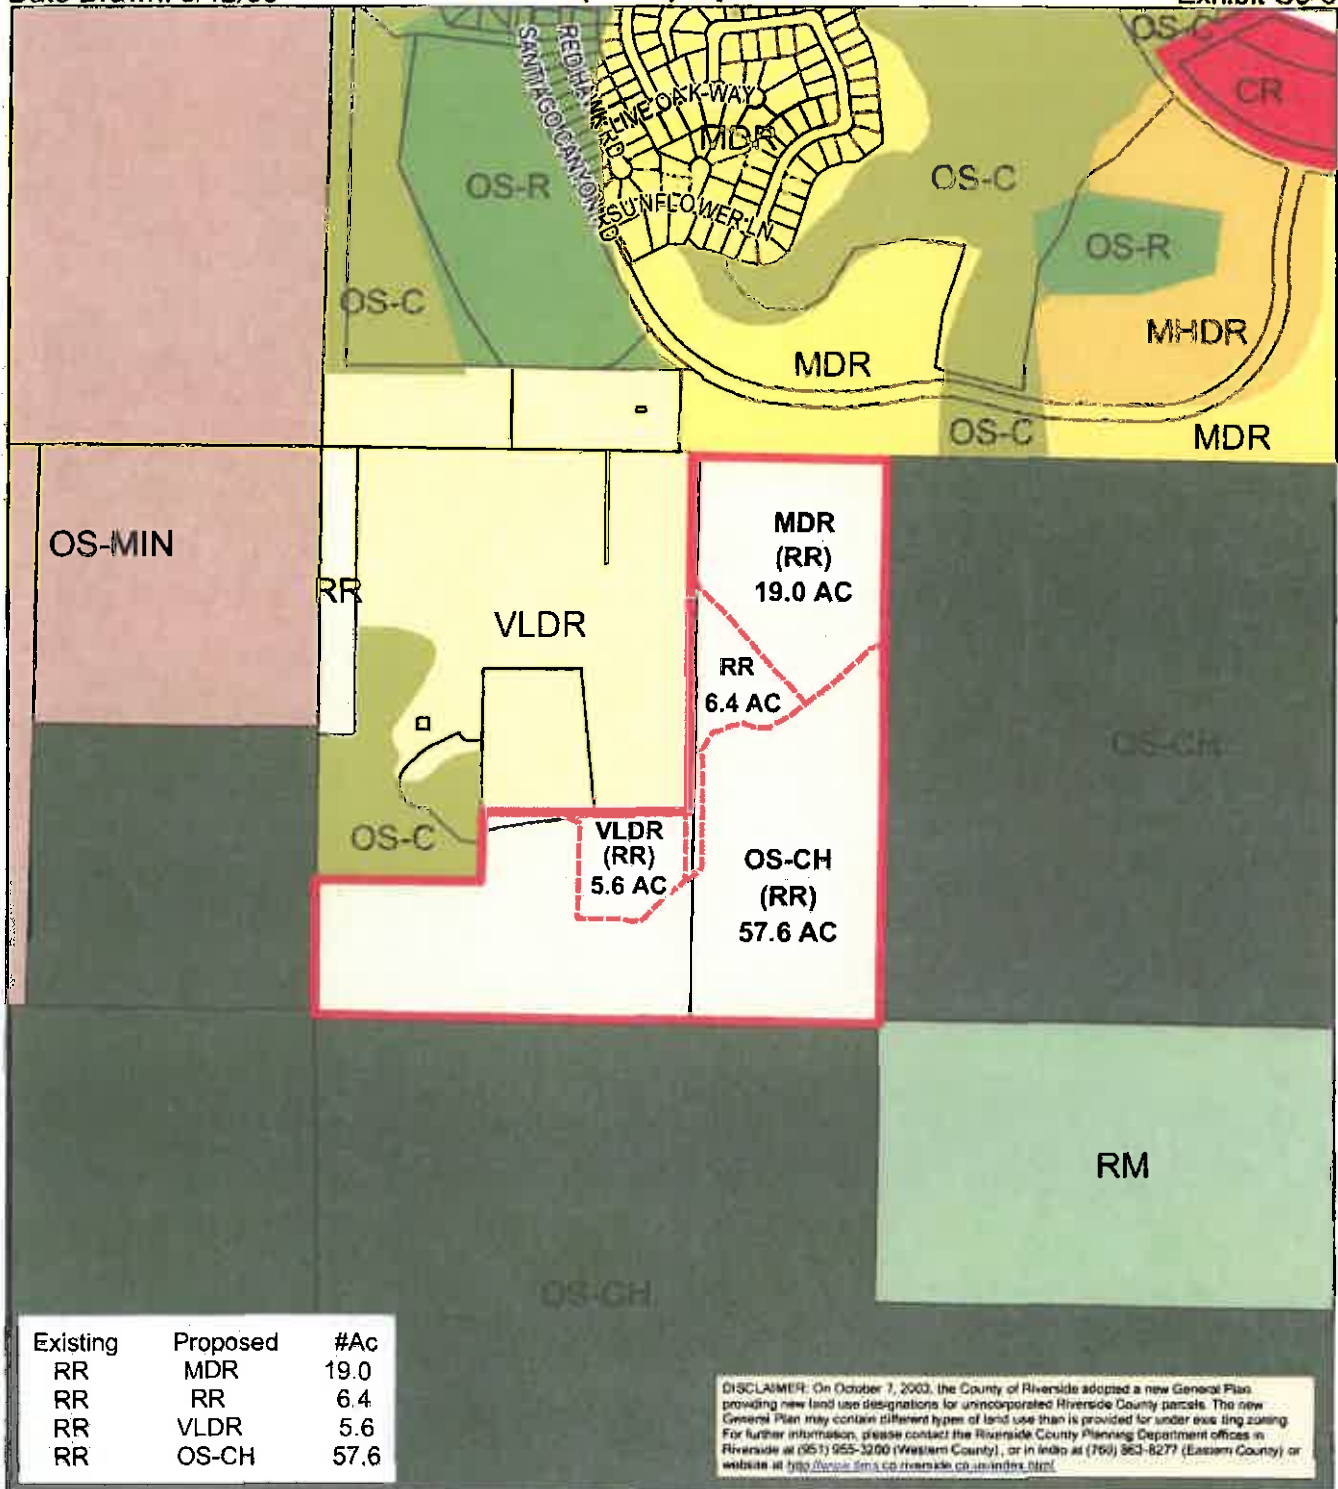 OS-C
CR
RED HAWK RD
SANTIAGO CANYON RD
LIVE OAK WAY
MDR
OS-R
OS-C
SUNFLOWER LN
OS-R
OS-C
MHDR
MDR
OS-C
MDR
OS-MIN
RR
VLDR
MDR
(RR)
19.0 AC
RR
6.4 AC
OS-CH
OS-C
VLDR
(RR)
5.6 AC
OS-CH
(RR)
57.6 AC
RM
OS-CH
Existing Proposed #Ac
RR MDR 19.0
RR RR 6.4
RR VLDR 5.6
RR OS-CH 57.6
DISCLAIMER: On October 7, 2003, the County of Riverside adopted a new General Plan
providing new land use designations for unincorporated Riverside County parcels. The new
General Plan may contain different types of land use than is provided for under existing zoning.
For further information, please contact the Riverside County Planning Department offices in
Riverside at (951) 955-3200 (Western County), or in Indio at (760) 863-8277 (Eastern County) or
website at